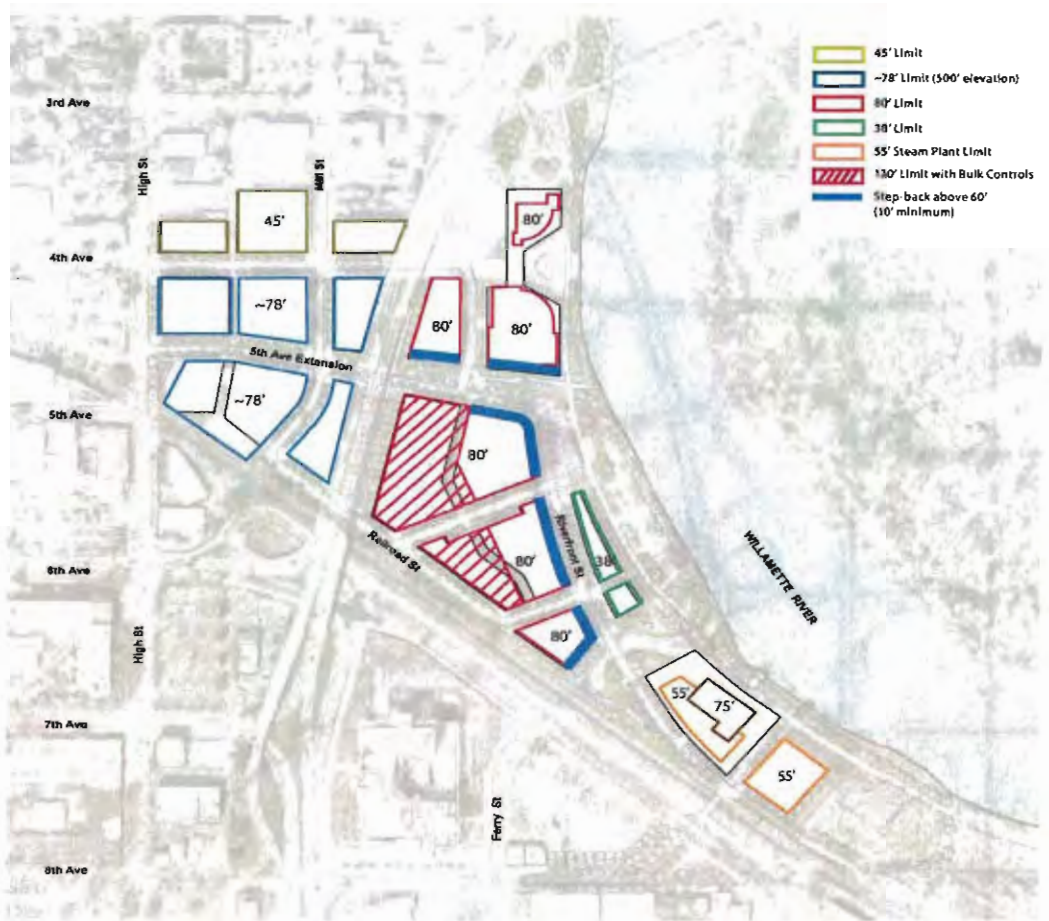 45' Limit
~78' Limit (500' elevation)
80' Limit
38' Limit
55' Steam Plant Limit
130' Limit with Bulk Controls
Step-back above 60'
(10' minimum)
3rd Ave
High St
Mill St
45'
80'
4th Ave
~78'
80'
80'
5th Ave Extension
~78'
5th Ave
80'
Riverfront St
38'
80'
Railroad St
WILLAMETTE RIVER
6th Ave
High St
80'
55'
75'
7th Ave
55'
Ferry St
8th Ave